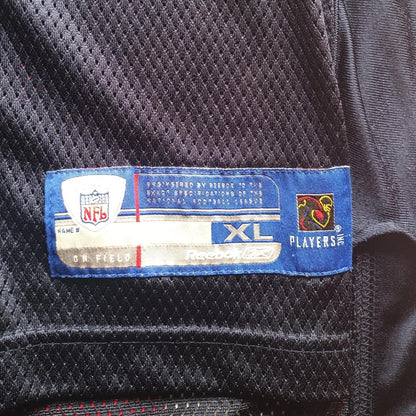 ENGINEERED BY REEBOK TO THE
EXACT SPECIFICATIONS OF THE
NATIONAL FOOTBALL LEAGUE
NFL
NAME #
XL
ON FIELD
Reebok
PLAYERS INC
®